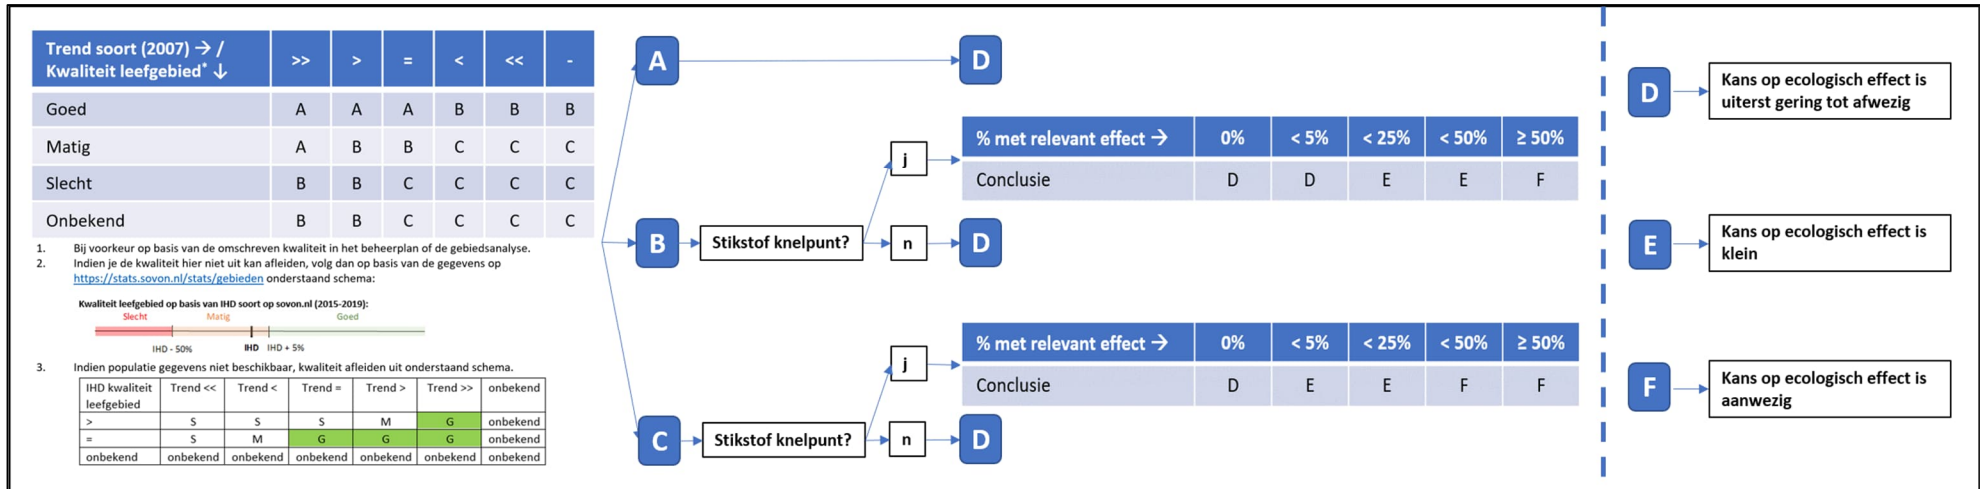 Trend soort (2007) → / >> > = < << -
Kwaliteit leefgebied* ↓
Goed A A A B B B
Matig A B B C C C
Slecht B B C C C C
Onbekend B B C C C C
1. Bij voorkeur op basis van de omschreven kwaliteit in het beheerplan of de gebiedsanalyse.
2. Indien je de kwaliteit hier niet uit kan afleiden, volg dan op basis van de gegevens op
https://stats.sovon.nl/stats/gebieden onderstaand schema:
Kwaliteit leefgebied op basis van IHD soort op sovon.nl (2015-2019):
Slecht Matig Goed
IHD - 50% IHD IHD + 5%
3. Indien populatie gegevens niet beschikbaar, kwaliteit afleiden uit onderstaand schema.
IHD kwaliteit Trend << Trend < Trend = Trend > Trend >> onbekend
leefgebied
> S S S M G onbekend
= S M G G G onbekend
onbekend onbekend onbekend onbekend onbekend onbekend onbekend
A D
j
% met relevant effect → 0% < 5% < 25% < 50% ≥ 50%
Conclusie D D E E F
B Stikstof knelpunt? n D
j
% met relevant effect → 0% < 5% < 25% < 50% ≥ 50%
Conclusie D E E F F
C Stikstof knelpunt? n D
D Kans op ecologisch effect is
uiterst gering tot afwezig
E Kans op ecologisch effect is
klein
F Kans op ecologisch effect is
aanwezig